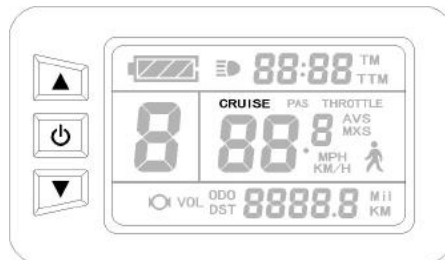 88:88 TM
TTM
CRUISE PAS THROTTLE
8 88.8 AVS
MXS
MPH
KM/H
VOL ODO 8888.8 Mil
DST KM